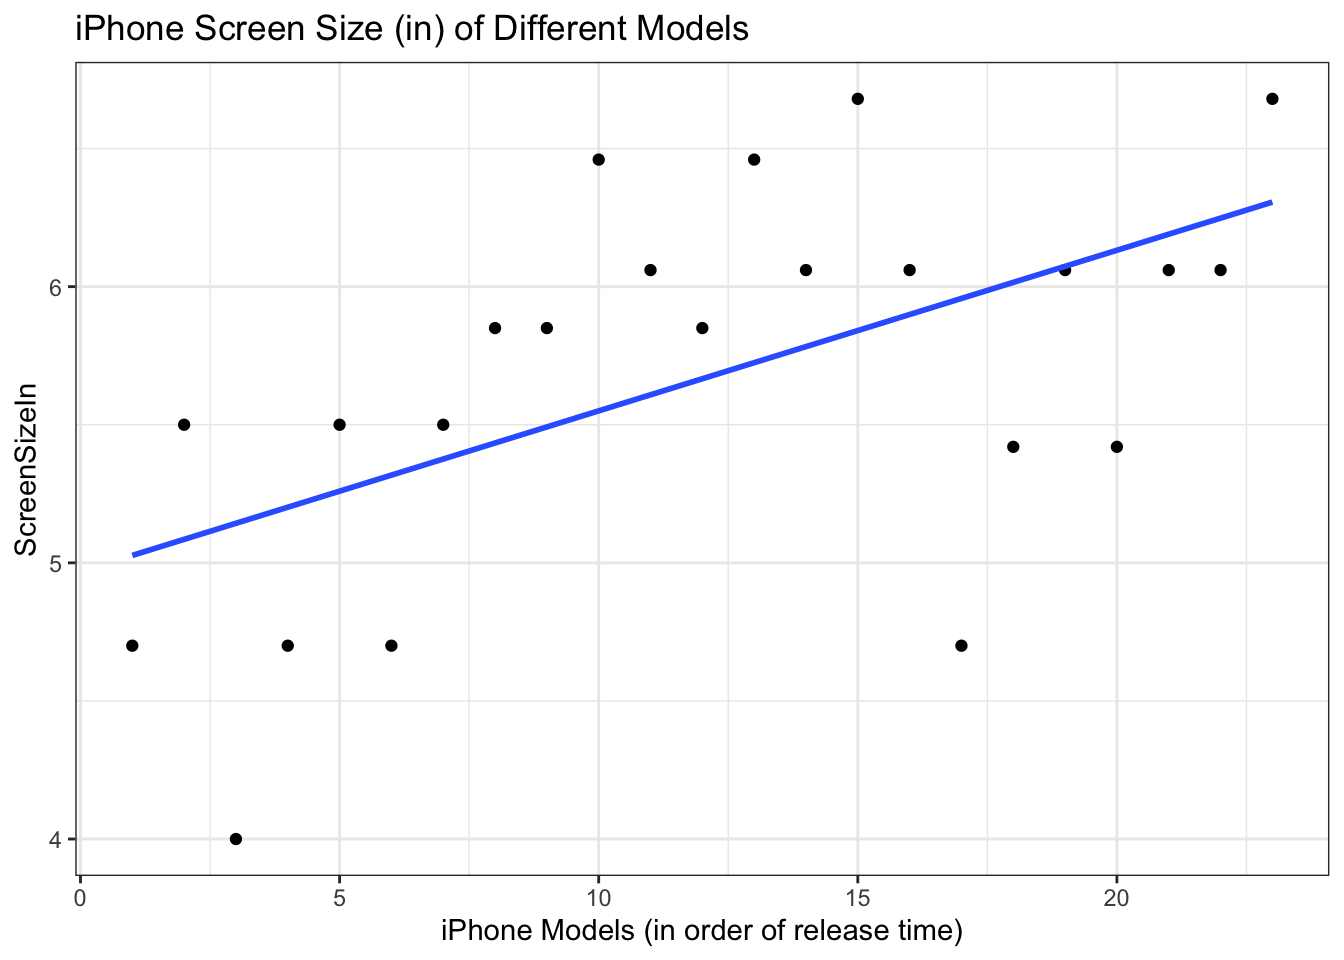 iPhone Screen Size (in) of Different Models
ScreenSizeIn
6
5
4
0 5 10 15 20
iPhone Models (in order of release time)